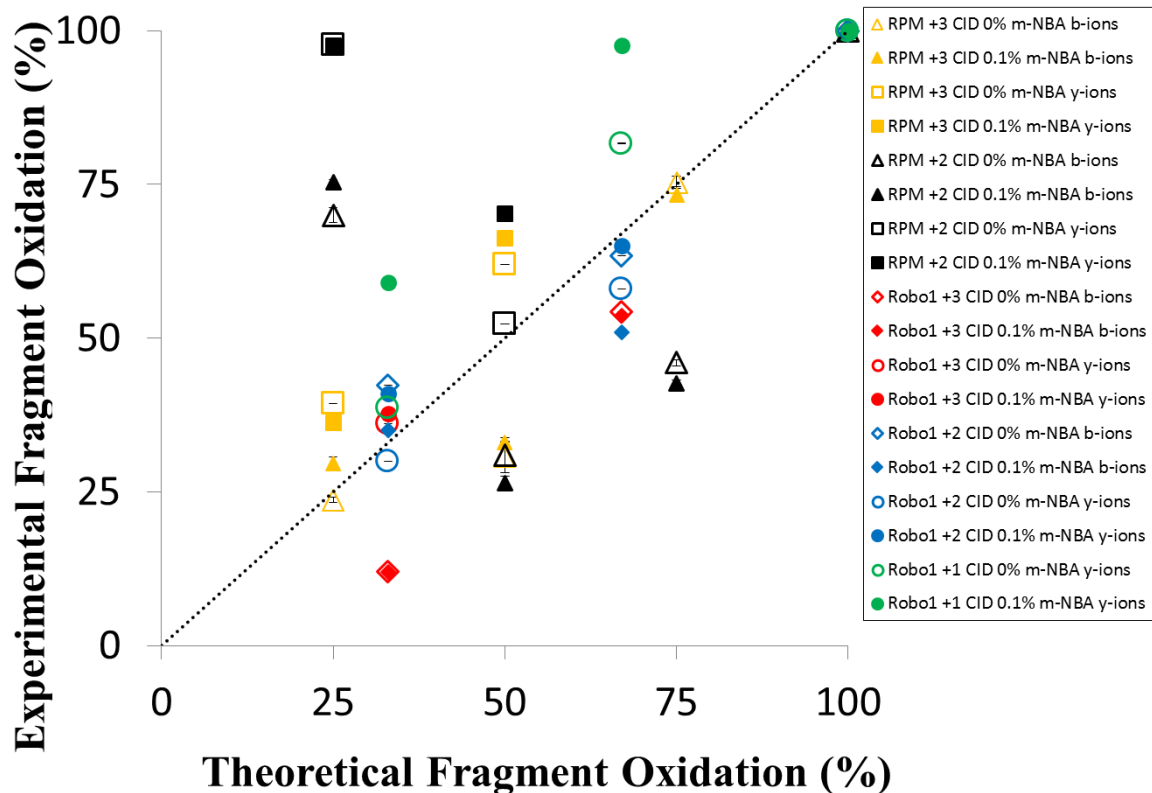 Experimental Fragment Oxidation (%)
100
75
50
25
0
0 25 50 75 100
Theoretical Fragment Oxidation (%)
RPM +3 CID 0% m-NBA b-ions
RPM +3 CID 0.1% m-NBA b-ions
RPM +3 CID 0% m-NBA y-ions
RPM +3 CID 0.1% m-NBA y-ions
RPM +2 CID 0% m-NBA b-ions
RPM +2 CID 0.1% m-NBA b-ions
RPM +2 CID 0% m-NBA y-ions
RPM +2 CID 0.1% m-NBA y-ions
Robo1 +3 CID 0% m-NBA b-ions
Robo1 +3 CID 0.1% m-NBA b-ions
Robo1 +3 CID 0% m-NBA y-ions
Robo1 +3 CID 0.1% m-NBA y-ions
Robo1 +2 CID 0% m-NBA b-ions
Robo1 +2 CID 0.1% m-NBA b-ions
Robo1 +2 CID 0% m-NBA y-ions
Robo1 +2 CID 0.1% m-NBA y-ions
Robo1 +1 CID 0% m-NBA y-ions
Robo1 +1 CID 0.1% m-NBA y-ions